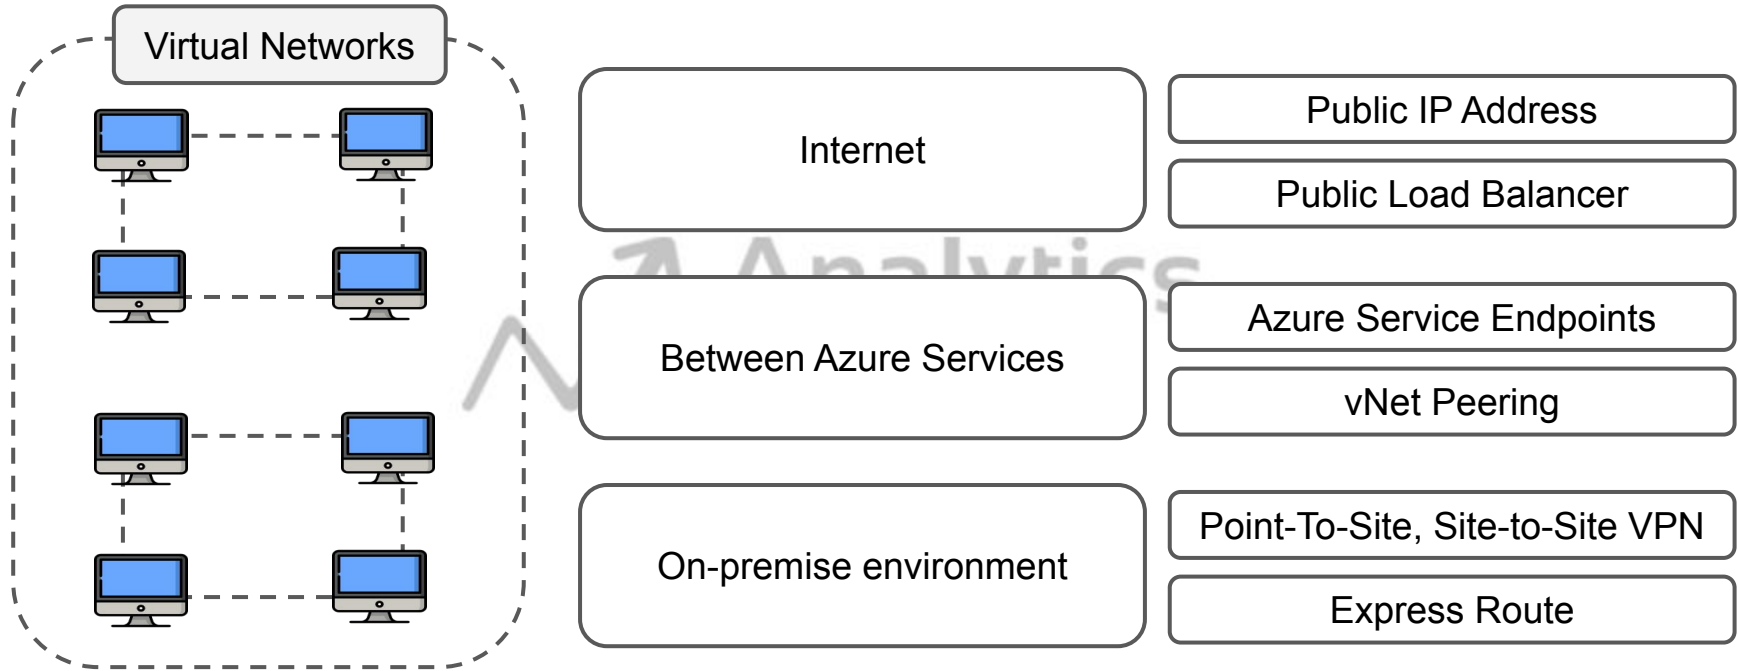 Virtual Networks
Internet
Public IP Address
Public Load Balancer
Analytics
Between Azure Services
Azure Service Endpoints
vNet Peering
On-premise environment
Point-To-Site, Site-to-Site VPN
Express Route